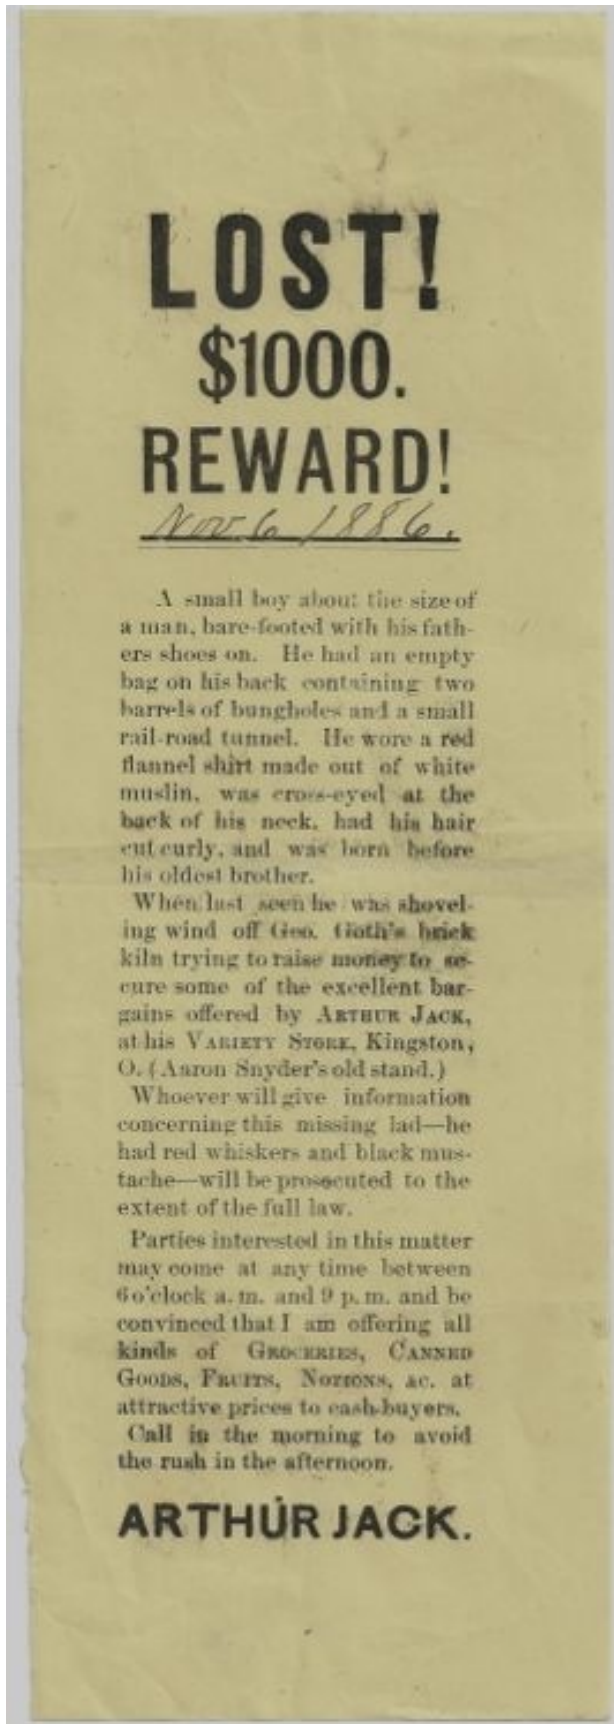 LOST!
$1000.
REWARD!
Nov 6 1886.
A small boy about the size of
a man, bare-footed with his fath-
ers shoes on. He had an empty
bag on his back containing two
barrels of bungholes and a small
rail-road tunnel. He wore a red
flannel shirt made out of white
muslin, was cross-eyed at the
back of his neck, had his hair
cut curly, and was born before
his oldest brother.
When last seen he was shovel-
ing wind off Geo. Goth's brick
kiln trying to raise money to se-
cure some of the excellent bar-
gains offered by ARTHUR JACK,
at his VARIETY STORE, Kingston,
O. (Aaron Snyder's old stand.)
Whoever will give information
concerning this missing lad—he
had red whiskers and black mus-
tache—will be prosecuted to the
extent of the full law.
Parties interested in this matter
may come at any time between
6 o'clock a. m. and 9 p. m. and be
convinced that I am offering all
kinds of GROCERIES, CANNED
GOODS, FRUITS, NOTIONS, &c. at
attractive prices to cash-buyers.
Call in the morning to avoid
the rush in the afternoon.
ARTHUR JACK.